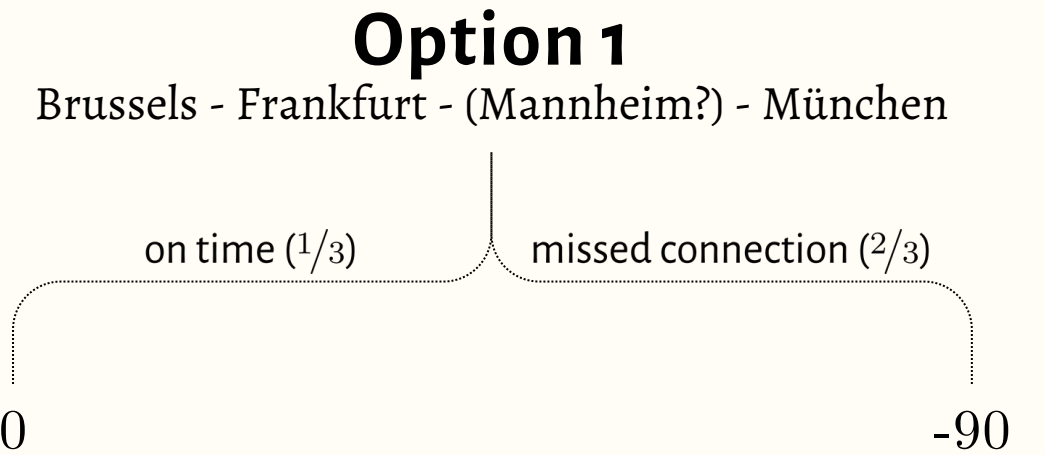 Option 1
Brussels - Frankfurt - (Mannheim?) - München
on time (1/3)
missed connection (2/3)
0
-90